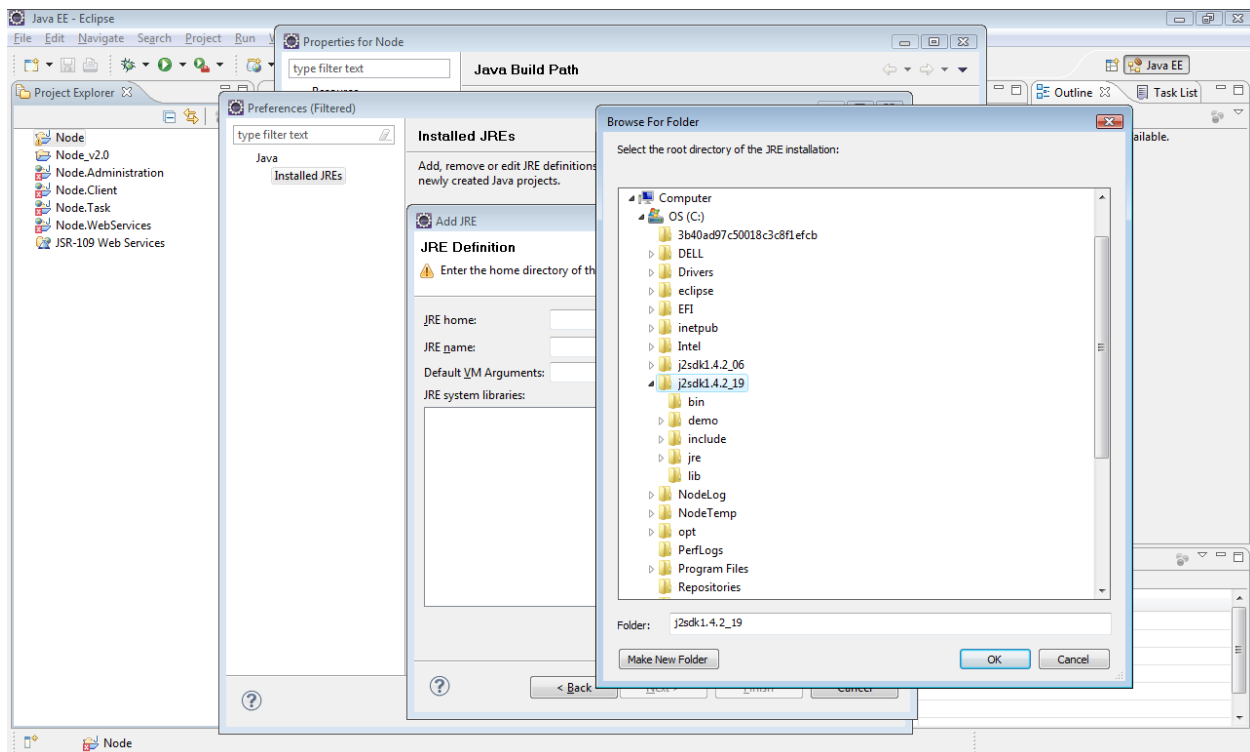 Java EE - Eclipse
File Edit Navigate Search Project Run
Properties for Node
type filter text
Java Build Path
Java EE
Project Explorer
Outline
Task List
Node
Node_v2.0
Node.Administration
Node.Client
Node.Task
Node.WebServices
JSR-109 Web Services
Preferences (Filtered)
type filter text
Java
Installed JREs
Installed JREs
Add, remove or edit JRE definitions
newly created Java projects.
Add JRE
JRE Definition
Enter the home directory of th
JRE home:
JRE name:
Default VM Arguments:
JRE system libraries:
< Back
Browse For Folder
Select the root directory of the JRE installation:
Computer
OS (C:)
3b40ad97c50018c3c8f1efcb
DELL
Drivers
eclipse
EFI
inetpub
Intel
j2sdk1.4.2_06
j2sdk1.4.2_19
bin
demo
include
jre
lib
NodeLog
NodeTemp
opt
PerfLogs
Program Files
Repositories
Folder: j2sdk1.4.2_19
Make New Folder
OK
Cancel
ailable.
Node